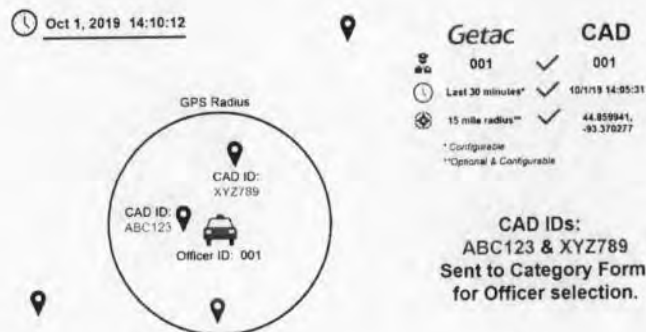 Oct 1, 2019 14:10:12
Getac CAD
001 001
Last 30 minutes* 10/1/19 14:05:31
15 mile radius** 44.859941,
-93.370277
* Configurable
**Optional & Configurable
GPS Radius
CAD ID:
XYZ789
CAD ID:
ABC123
Officer ID: 001
CAD IDs:
ABC123 & XYZ789
Sent to Category Form
for Officer selection.